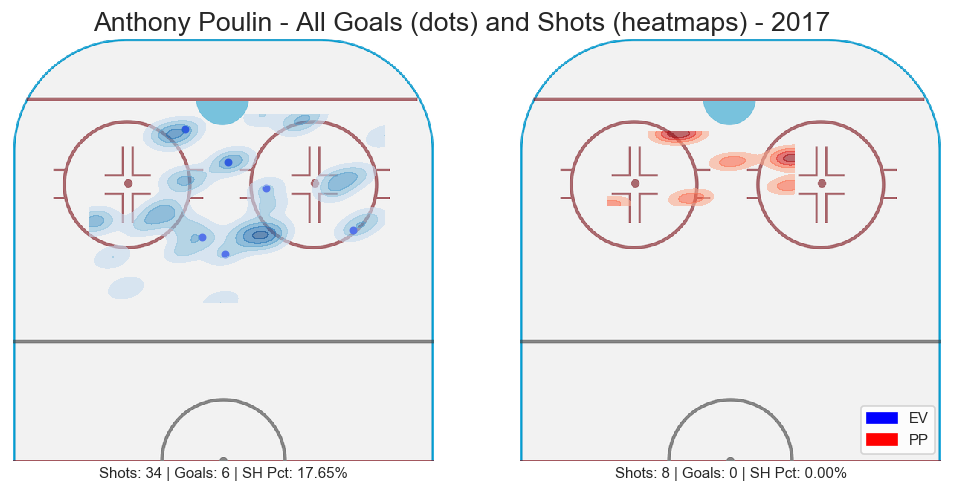 Anthony Poulin - All Goals (dots) and Shots (heatmaps) - 2017
EV
PP
Shots: 34 | Goals: 6 | SH Pct: 17.65%
Shots: 8 | Goals: 0 | SH Pct: 0.00%